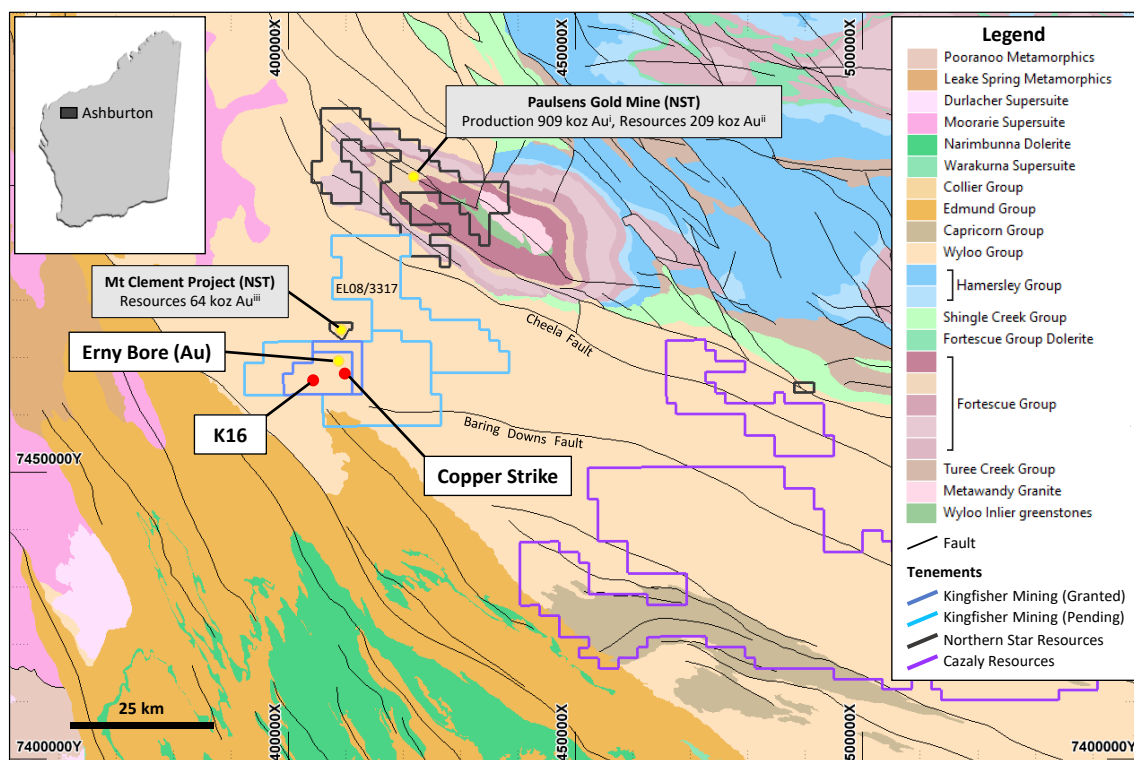 400000X
450000X
500000X
Ashburton
Paulsens Gold Mine (NST)
Production 909 koz Auⁱ, Resources 209 koz Auⁱⁱ
Mt Clement Project (NST)
Resources 64 koz Auⁱⁱⁱ
EL08/3317
Erny Bore (Au)
K16
Copper Strike
Cheela Fault
Baring Downs Fault
7450000Y
25 km
7400000Y
400000X
450000X
500000X
7400000Y
Legend
Pooranoo Metamorphics
Leake Spring Metamorphics
Durlacher Supersuite
Moorarie Supersuite
Narimbunna Dolerite
Warakurna Supersuite
Collier Group
Edmund Group
Capricorn Group
Wyloo Group
Hamersley Group
Shingle Creek Group
Fortescue Group Dolerite
Fortescue Group
Turee Creek Group
Metawandy Granite
Wyloo Inlier greenstones
Fault
Tenements
Kingfisher Mining (Granted)
Kingfisher Mining (Pending)
Northern Star Resources
Cazaly Resources